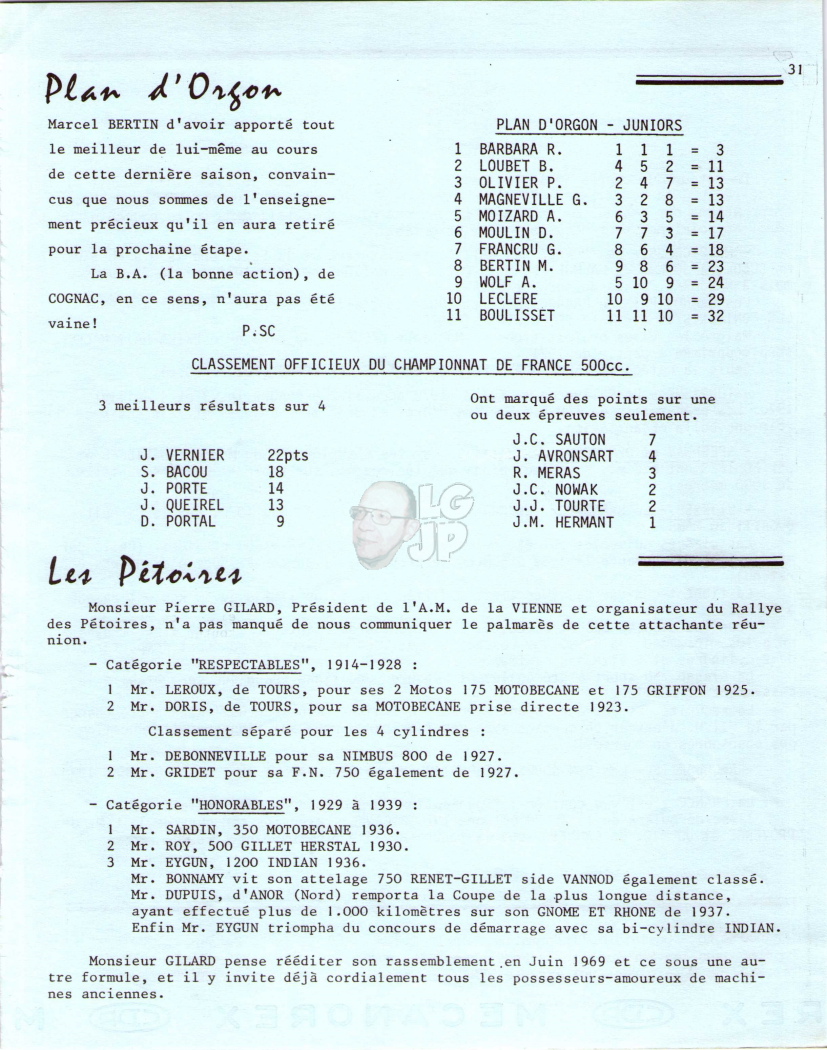 31
Plan d'Orgon
Marcel BERTIN d'avoir apporté tout
le meilleur de lui-même au cours
de cette dernière saison, convain-
cus que nous sommes de l'enseigne-
ment précieux qu'il en aura retiré
pour la prochaine étape.
La B.A. (la bonne action), de
COGNAC, en ce sens, n'aura pas été
vaine!
P.SC
PLAN D'ORGON - JUNIORS
1 BARBARA R. 1 1 1 = 3
2 LOUBET B. 4 5 2 = 11
3 OLIVIER P. 2 4 7 = 13
4 MAGNEVILLE G. 3 2 8 = 13
5 MOIZARD A. 6 3 5 = 14
6 MOULIN D. 7 7 3 = 17
7 FRANCRU G. 8 6 4 = 18
8 BERTIN M. 9 8 6 = 23
9 WOLF A. 5 10 9 = 24
10 LECLERE 10 9 10 = 29
11 BOULISSET 11 11 10 = 32
CLASSEMENT OFFICIEUX DU CHAMPIONNAT DE FRANCE 500cc.
3 meilleurs résultats sur 4
J. VERNIER 22pts
S. BACOU 18
J. PORTE 14
J. QUEIREL 13
D. PORTAL 9
Ont marqué des points sur une
ou deux épreuves seulement.
J.C. SAUTON 7
J. AVRONSART 4
R. MERAS 3
J.C. NOWAK 2
J.J. TOURTE 2
J.M. HERMANT 1
LG
JP
Les Pétoires
Monsieur Pierre GILARD, Président de l'A.M. de la VIENNE et organisateur du Rallye
des Pétoires, n'a pas manqué de nous communiquer le palmarès de cette attachante réu-
nion.
- Catégorie "RESPECTABLES", 1914-1928 :
1 Mr. LEROUX, de TOURS, pour ses 2 Motos 175 MOTOBECANE et 175 GRIFFON 1925.
2 Mr. DORIS, de TOURS, pour sa MOTOBECANE prise directe 1923.
Classement séparé pour les 4 cylindres :
1 Mr. DEBONNEVILLE pour sa NIMBUS 800 de 1927.
2 Mr. GRIDET pour sa F.N. 750 également de 1927.
- Catégorie "HONORABLES", 1929 à 1939 :
1 Mr. SARDIN, 350 MOTOBECANE 1936.
2 Mr. ROY, 500 GILLET HERSTAL 1930.
3 Mr. EYGUN, 1200 INDIAN 1936.
Mr. BONNAMY vit son attelage 750 RENET-GILLET side VANNOD également classé.
Mr. DUPUIS, d'ANOR (Nord) remporta la Coupe de la plus longue distance,
ayant effectué plus de 1.000 kilomètres sur son GNOME ET RHONE de 1937.
Enfin Mr. EYGUN triompha du concours de démarrage avec sa bi-cylindre INDIAN.
Monsieur GILARD pense rééditer son rassemblement en Juin 1969 et ce sous une au-
tre formule, et il y invite déjà cordialement tous les possesseurs-amoureux de machi-
nes anciennes.